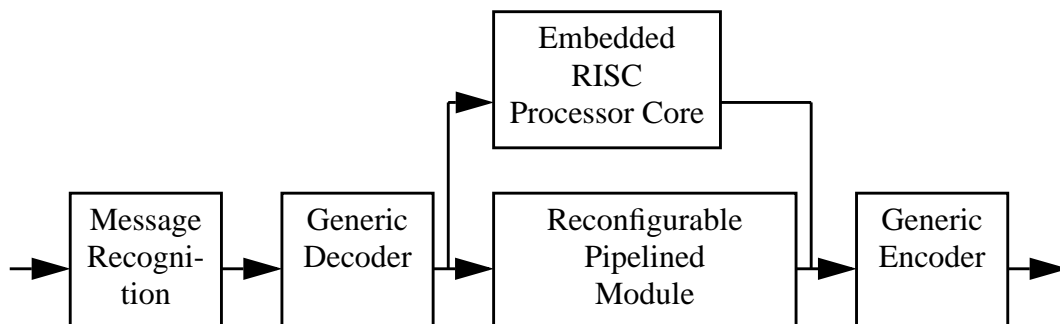 Embedded
RISC
Processor Core
Message
Recogni-
tion
Generic
Decoder
Reconfigurable
Pipelined
Module
Generic
Encoder